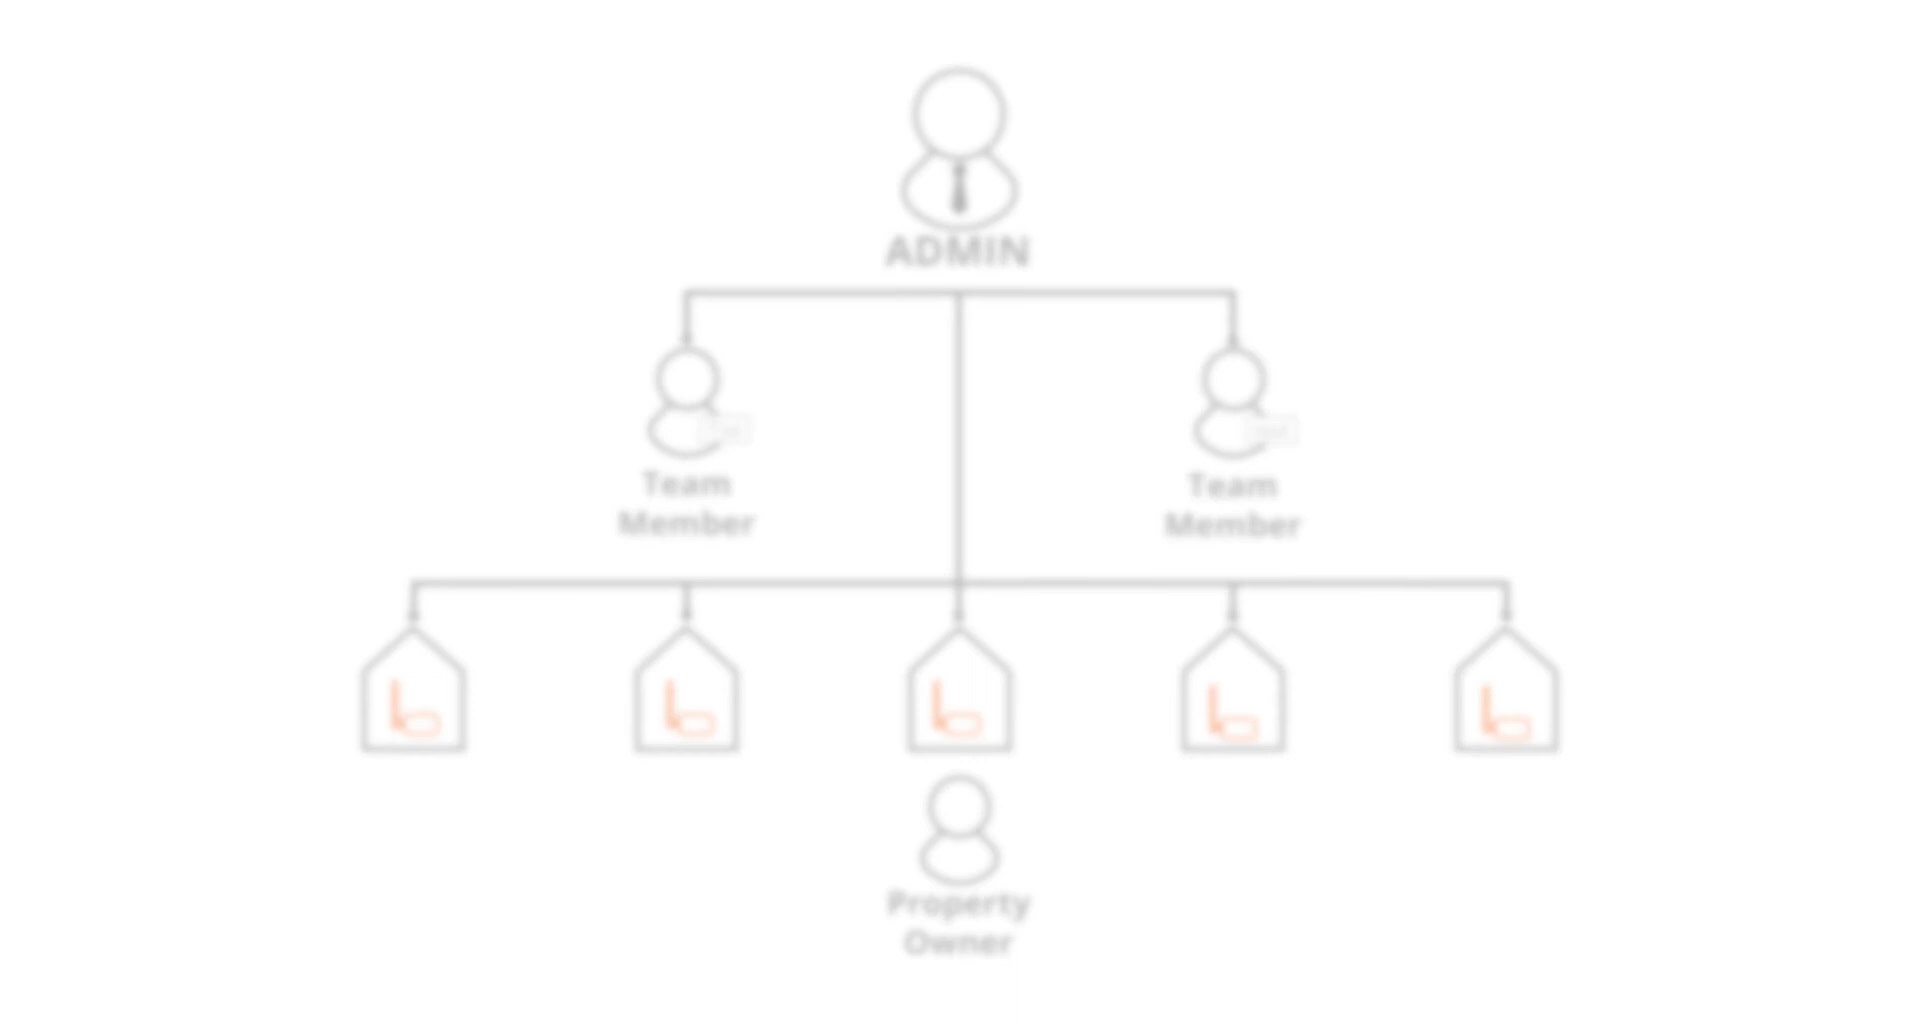 ADMIN
Team
Member
Team
Member
Property
Owner